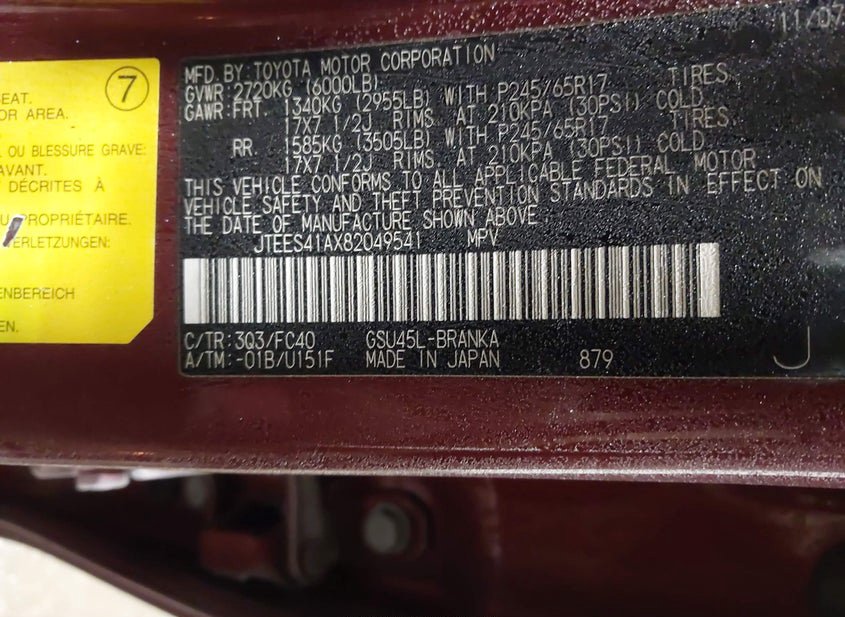 7
SEAT.
OR AREA.
OU BLESSURE GRAVE:
AVANT.
DÉCRITES À
PROPRIÉTAIRE.
VERLETZUNGEN:
ENBEREICH
EN.
11/07
MFD.BY:TOYOTA MOTOR CORPORATION
GVWR:2720KG (6000LB)
GAWR:FRT. 1340KG (2955LB) WITH P245/65R17 TIRES,
17X7 1/2J RIMS AT 210KPA (30PSI) COLD.
RR. 1585KG (3505LB) WITH P245/65R17 TIRES,
17X7 1/2J RIMS AT 210KPA (30PSI) COLD.
THIS VEHICLE CONFORMS TO ALL APPLICABLE FEDERAL MOTOR
VEHICLE SAFETY AND THEFT PREVENTION STANDARDS IN EFFECT ON
THE DATE OF MANUFACTURE SHOWN ABOVE.
JTEES41AX82049541 MPV
C/TR: 3Q3/FC40 GSU45L-BRANKA
A/TM: -01B/U151F MADE IN JAPAN 879 J